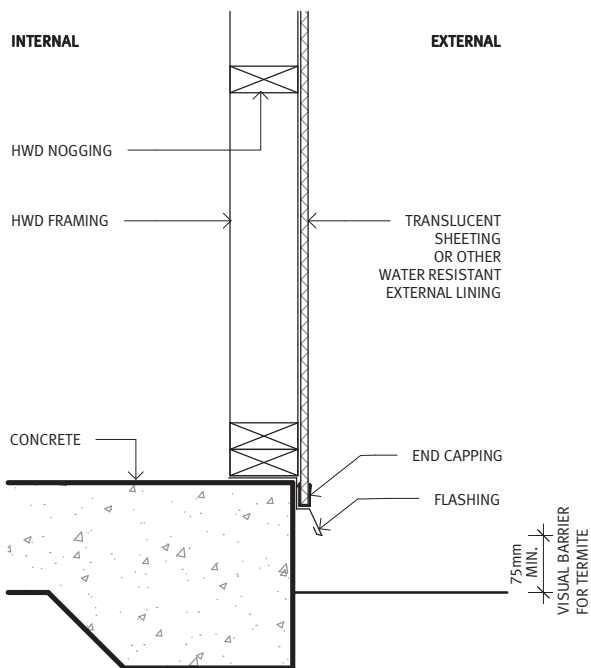 INTERNAL
EXTERNAL
HWD NOGGING
HWD FRAMING
TRANSLUCENT
SHEETING
OR OTHER
WATER RESISTANT
EXTERNAL LINING
CONCRETE
END CAPPING
FLASHING
75mm
MIN.
VISUAL BARRIER
FOR TERMITE